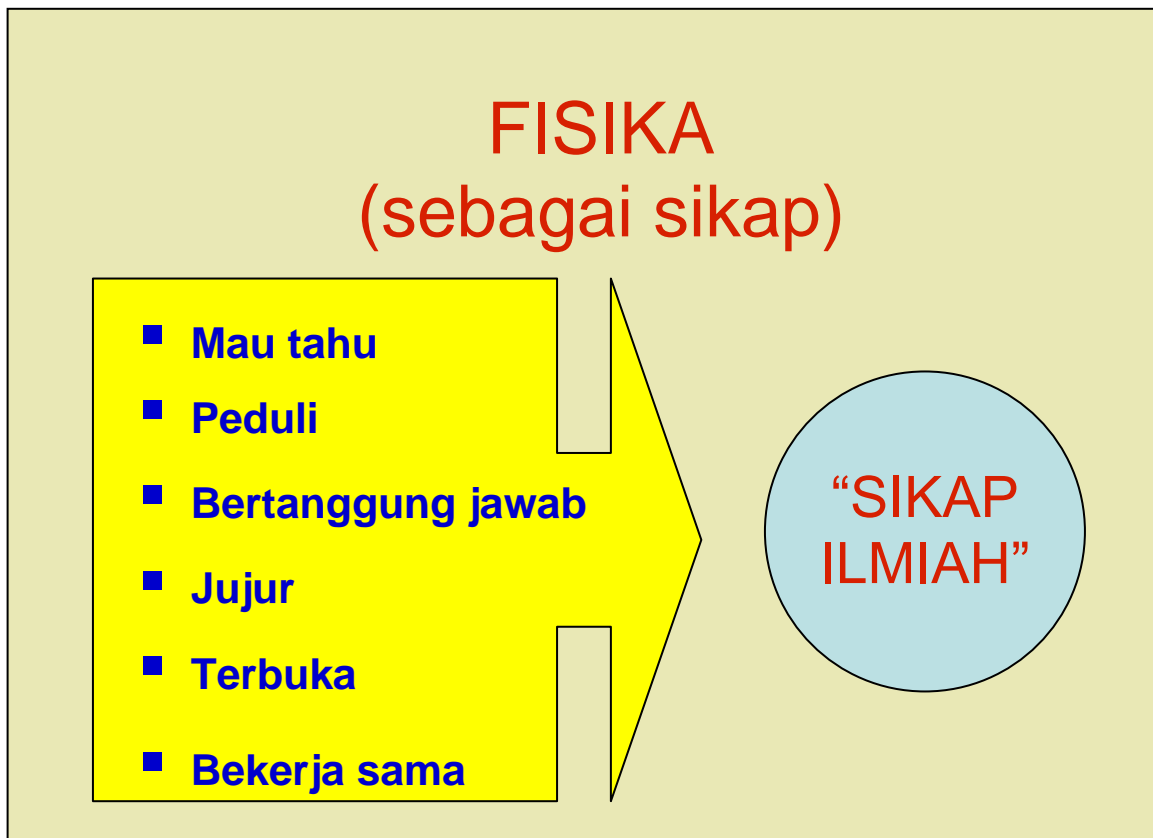 FISIKA
(sebagai sikap)
▪ Mau tahu
▪ Peduli
▪ Bertanggung jawab
▪ Jujur
▪ Terbuka
▪ Bekerja sama
“SIKAP
ILMIAH”